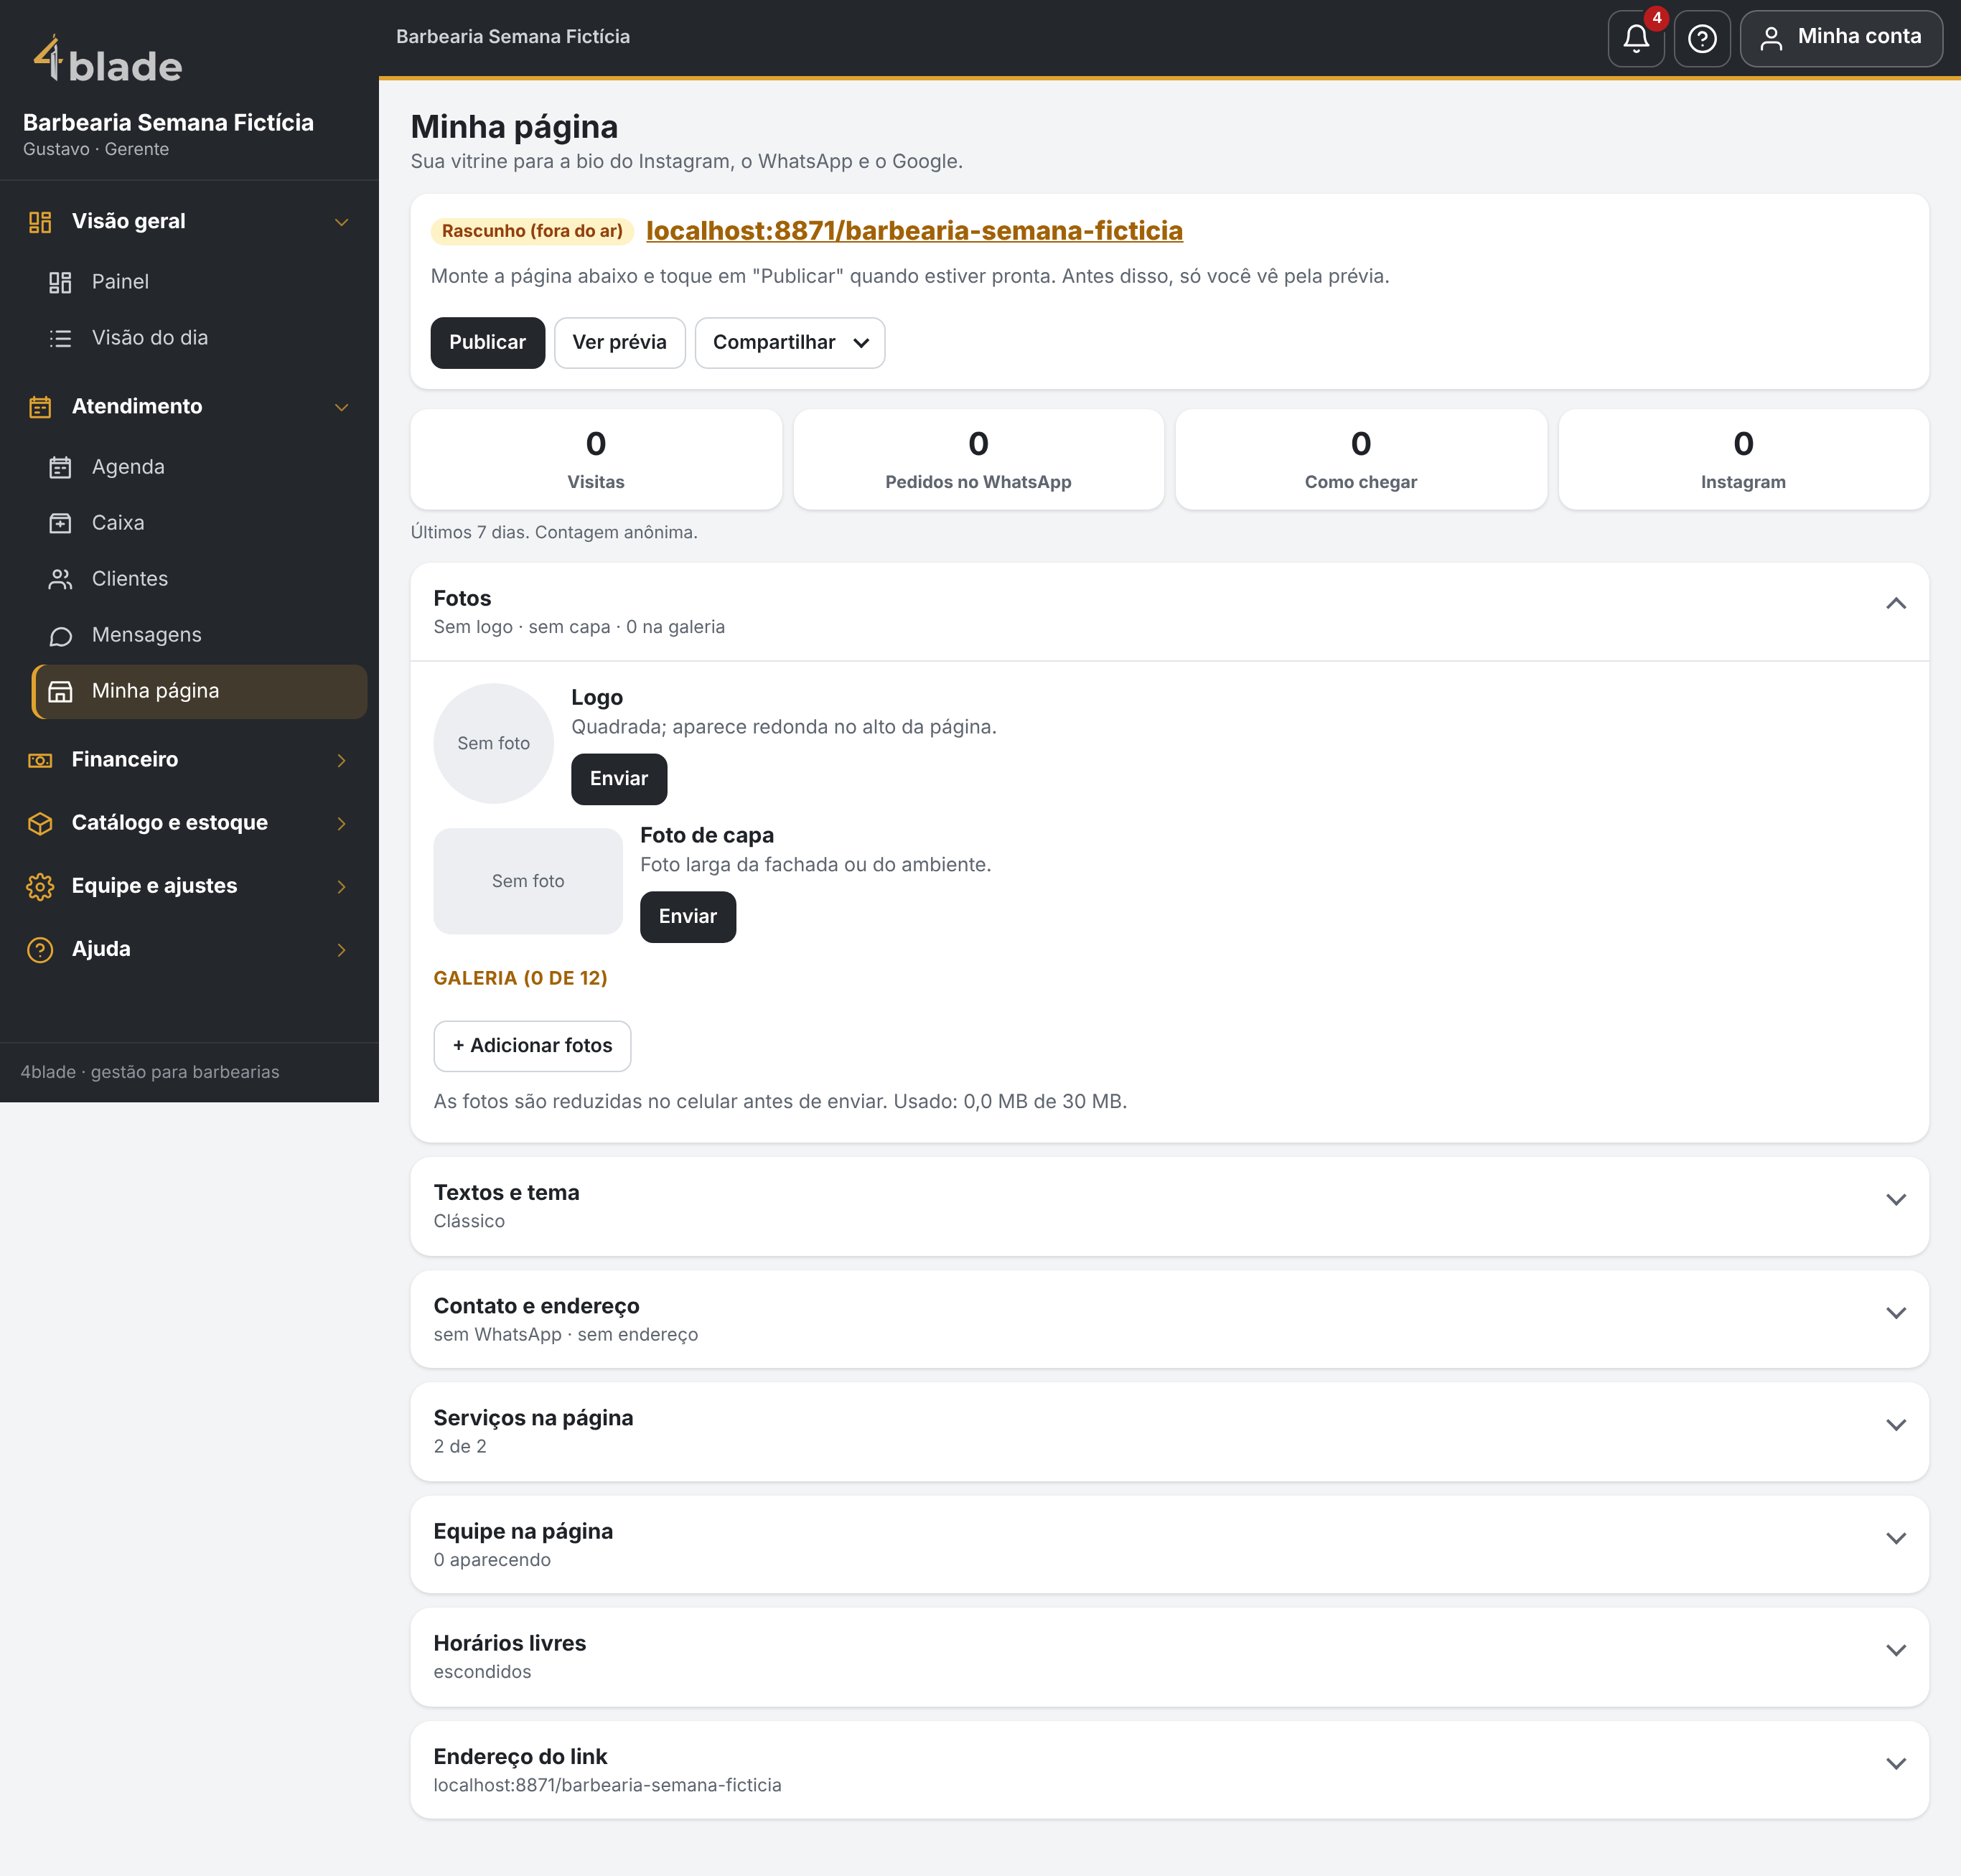 4blade
Barbearia Semana Fictícia
Gustavo · Gerente
Visão geral
Painel
Visão do dia
Atendimento
Agenda
Caixa
Clientes
Mensagens
Minha página
Financeiro
Catálogo e estoque
Equipe e ajustes
Ajuda
4blade · gestão para barbearias
Barbearia Semana Fictícia
4
Minha conta
Minha página
Sua vitrine para a bio do Instagram, o WhatsApp e o Google.
Rascunho (fora do ar) localhost:8871/barbearia-semana-ficticia
Monte a página abaixo e toque em "Publicar" quando estiver pronta. Antes disso, só você vê pela prévia.
Publicar Ver prévia Compartilhar
0 0 0 0
Visitas Pedidos no WhatsApp Como chegar Instagram
Últimos 7 dias. Contagem anônima.
Fotos
Sem logo · sem capa · 0 na galeria
Sem foto
Logo
Quadrada; aparece redonda no alto da página.
Enviar
Sem foto
Foto de capa
Foto larga da fachada ou do ambiente.
Enviar
GALERIA (0 DE 12)
+ Adicionar fotos
As fotos são reduzidas no celular antes de enviar. Usado: 0,0 MB de 30 MB.
Textos e tema
Clássico
Contato e endereço
sem WhatsApp · sem endereço
Serviços na página
2 de 2
Equipe na página
0 aparecendo
Horários livres
escondidos
Endereço do link
localhost:8871/barbearia-semana-ficticia